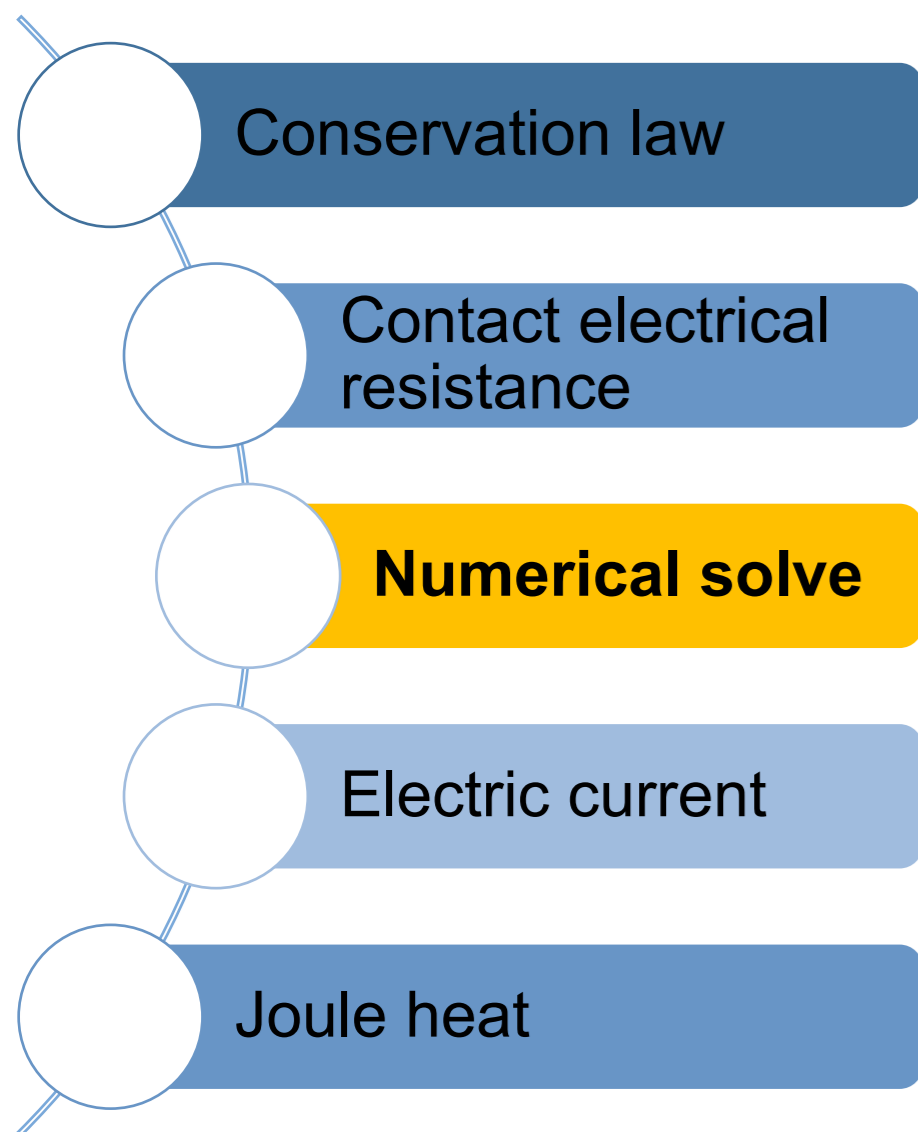 Conservation law
Contact electrical
resistance
Numerical solve
Electric current
Joule heat